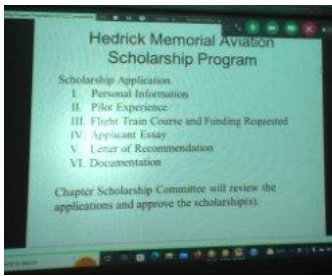 Hedrick Memorial Aviation
Scholarship Program
Scholarship Application.
I. Personal Information
II. Pilot Experience
III. Flight Train Course and Funding Requested
IV. Applicant Essay
V. Letter of Recommendation
VI. Documentation
Chapter Scholarship Committee will review the
applications and approve the scholarship(s).